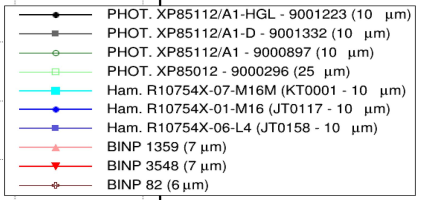 PHOT. XP85112/A1-HGL - 9001223 (10 μm)
PHOT. XP85112/A1-D - 9001332 (10 μm)
PHOT. XP85112/A1 - 9000897 (10 μm)
PHOT. XP85012 - 9000296 (25 μm)
Ham. R10754X-07-M16M (KT0001 - 10 μm)
Ham. R10754X-01-M16 (JT0117 - 10 μm)
Ham. R10754X-06-L4 (JT0158 - 10 μm)
BINP 1359 (7 μm)
BINP 3548 (7 μm)
BINP 82 (6 μm)